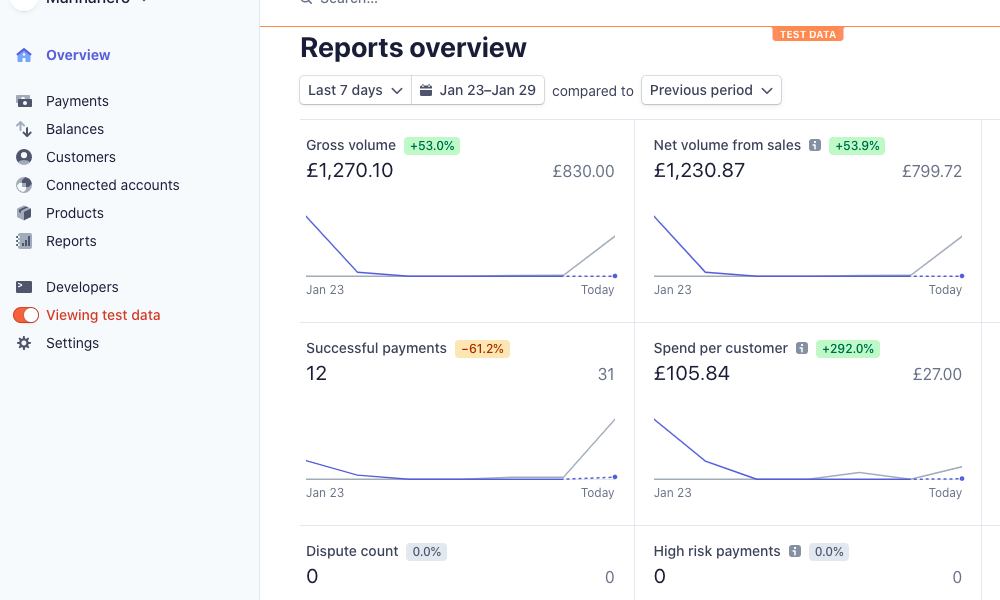 Overview
Payments
Balances
Customers
Connected accounts
Products
Reports
Developers
Viewing test data
Settings
TEST DATA
Reports overview
Last 7 days Jan 23–Jan 29 compared to Previous period
Gross volume +53.0%
£1,270.10 £830.00
Jan 23 Today
Net volume from sales +53.9%
£1,230.87 £799.72
Jan 23 Today
Successful payments −61.2%
12 31
Jan 23 Today
Spend per customer +292.0%
£105.84 £27.00
Jan 23 Today
Dispute count 0.0%
0 0
High risk payments 0.0%
0 0